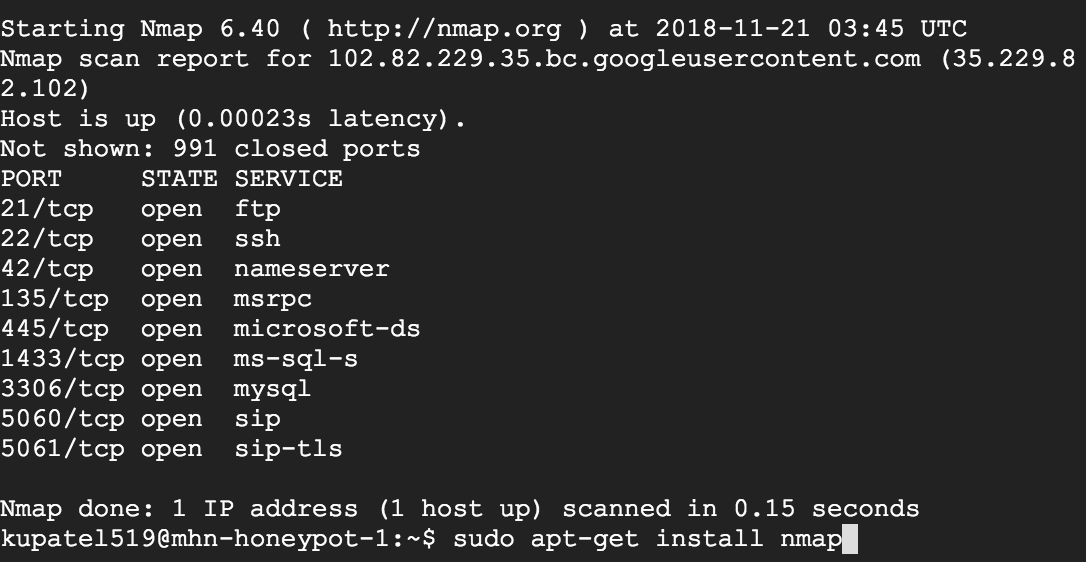 Starting Nmap 6.40 ( http://nmap.org ) at 2018-11-21 03:45 UTC
Nmap scan report for 102.82.229.35.bc.googleusercontent.com (35.229.8
2.102)
Host is up (0.00023s latency).
Not shown: 991 closed ports
PORT     STATE SERVICE
21/tcp   open  ftp
22/tcp   open  ssh
42/tcp   open  nameserver
135/tcp  open  msrpc
445/tcp  open  microsoft-ds
1433/tcp open  ms-sql-s
3306/tcp open  mysql
5060/tcp open  sip
5061/tcp open  sip-tls
Nmap done: 1 IP address (1 host up) scanned in 0.15 seconds
kupatel519@mhn-honeypot-1:~$ sudo apt-get install nmap